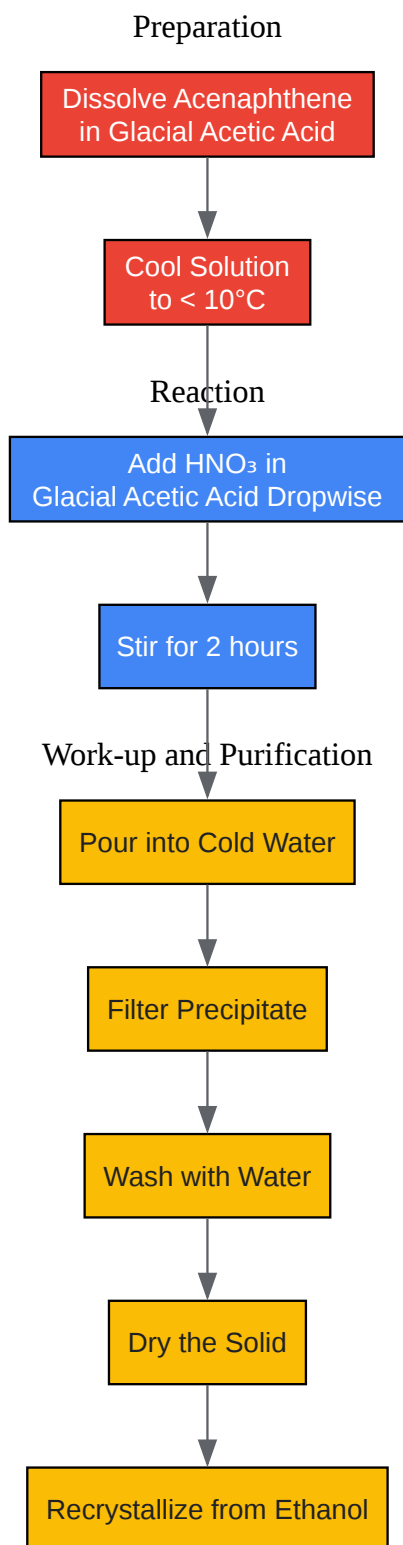 Preparation
Dissolve Acenaphthene
in Glacial Acetic Acid
Cool Solution
to < 10°C
Reaction
Add HNO₃ in
Glacial Acetic Acid Dropwise
Stir for 2 hours
Work-up and Purification
Pour into Cold Water
Filter Precipitate
Wash with Water
Dry the Solid
Recrystallize from Ethanol